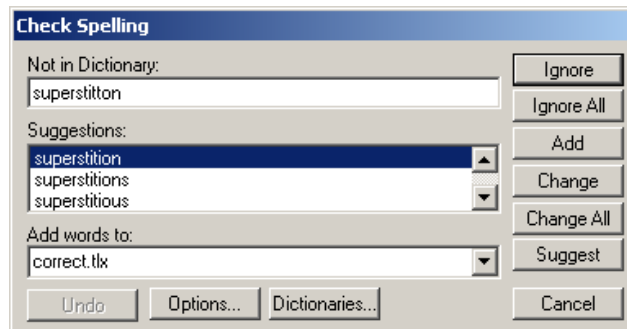 Check Spelling
Not in Dictionary:
superstitton
Suggestions:
superstition
superstitions
superstitious
Add words to:
correct.tlx
Ignore
Ignore All
Add
Change
Change All
Suggest
Undo
Options...
Dictionaries...
Cancel